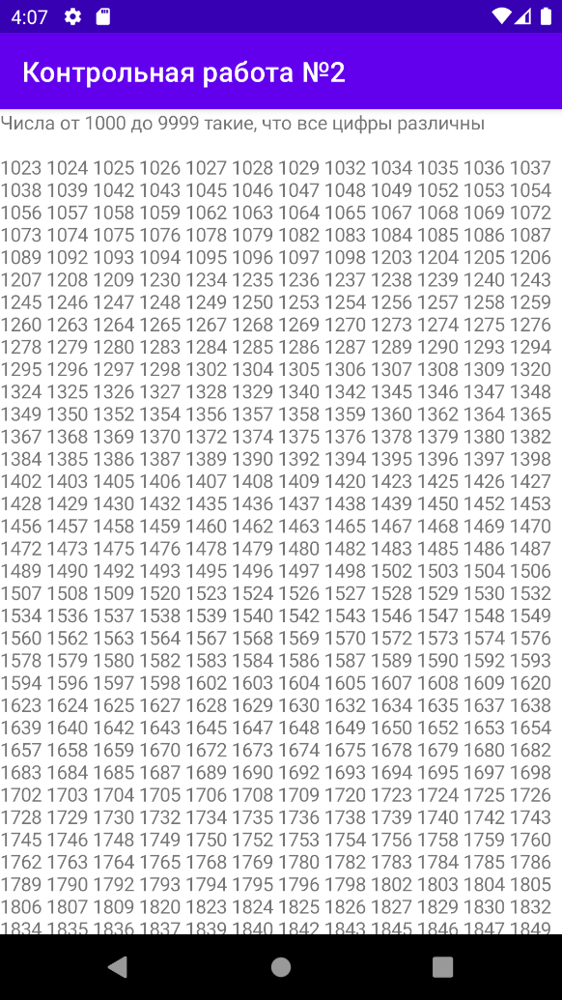 4:07
Контрольная работа №2
Числа от 1000 до 9999 такие, что все цифры различны
1023 1024 1025 1026 1027 1028 1029 1032 1034 1035 1036 1037
1038 1039 1042 1043 1045 1046 1047 1048 1049 1052 1053 1054
1056 1057 1058 1059 1062 1063 1064 1065 1067 1068 1069 1072
1073 1074 1075 1076 1078 1079 1082 1083 1084 1085 1086 1087
1089 1092 1093 1094 1095 1096 1097 1098 1203 1204 1205 1206
1207 1208 1209 1230 1234 1235 1236 1237 1238 1239 1240 1243
1245 1246 1247 1248 1249 1250 1253 1254 1256 1257 1258 1259
1260 1263 1264 1265 1267 1268 1269 1270 1273 1274 1275 1276
1278 1279 1280 1283 1284 1285 1286 1287 1289 1290 1293 1294
1295 1296 1297 1298 1302 1304 1305 1306 1307 1308 1309 1320
1324 1325 1326 1327 1328 1329 1340 1342 1345 1346 1347 1348
1349 1350 1352 1354 1356 1357 1358 1359 1360 1362 1364 1365
1367 1368 1369 1370 1372 1374 1375 1376 1378 1379 1380 1382
1384 1385 1386 1387 1389 1390 1392 1394 1395 1396 1397 1398
1402 1403 1405 1406 1407 1408 1409 1420 1423 1425 1426 1427
1428 1429 1430 1432 1435 1436 1437 1438 1439 1450 1452 1453
1456 1457 1458 1459 1460 1462 1463 1465 1467 1468 1469 1470
1472 1473 1475 1476 1478 1479 1480 1482 1483 1485 1486 1487
1489 1490 1492 1493 1495 1496 1497 1498 1502 1503 1504 1506
1507 1508 1509 1520 1523 1524 1526 1527 1528 1529 1530 1532
1534 1536 1537 1538 1539 1540 1542 1543 1546 1547 1548 1549
1560 1562 1563 1564 1567 1568 1569 1570 1572 1573 1574 1576
1578 1579 1580 1582 1583 1584 1586 1587 1589 1590 1592 1593
1594 1596 1597 1598 1602 1603 1604 1605 1607 1608 1609 1620
1623 1624 1625 1627 1628 1629 1630 1632 1634 1635 1637 1638
1639 1640 1642 1643 1645 1647 1648 1649 1650 1652 1653 1654
1657 1658 1659 1670 1672 1673 1674 1675 1678 1679 1680 1682
1683 1684 1685 1687 1689 1690 1692 1693 1694 1695 1697 1698
1702 1703 1704 1705 1706 1708 1709 1720 1723 1724 1725 1726
1728 1729 1730 1732 1734 1735 1736 1738 1739 1740 1742 1743
1745 1746 1748 1749 1750 1752 1753 1754 1756 1758 1759 1760
1762 1763 1764 1765 1768 1769 1780 1782 1783 1784 1785 1786
1789 1790 1792 1793 1794 1795 1796 1798 1802 1803 1804 1805
1806 1807 1809 1820 1823 1824 1825 1826 1827 1829 1830 1832
1834 1835 1836 1837 1839 1840 1842 1843 1845 1846 1847 1849